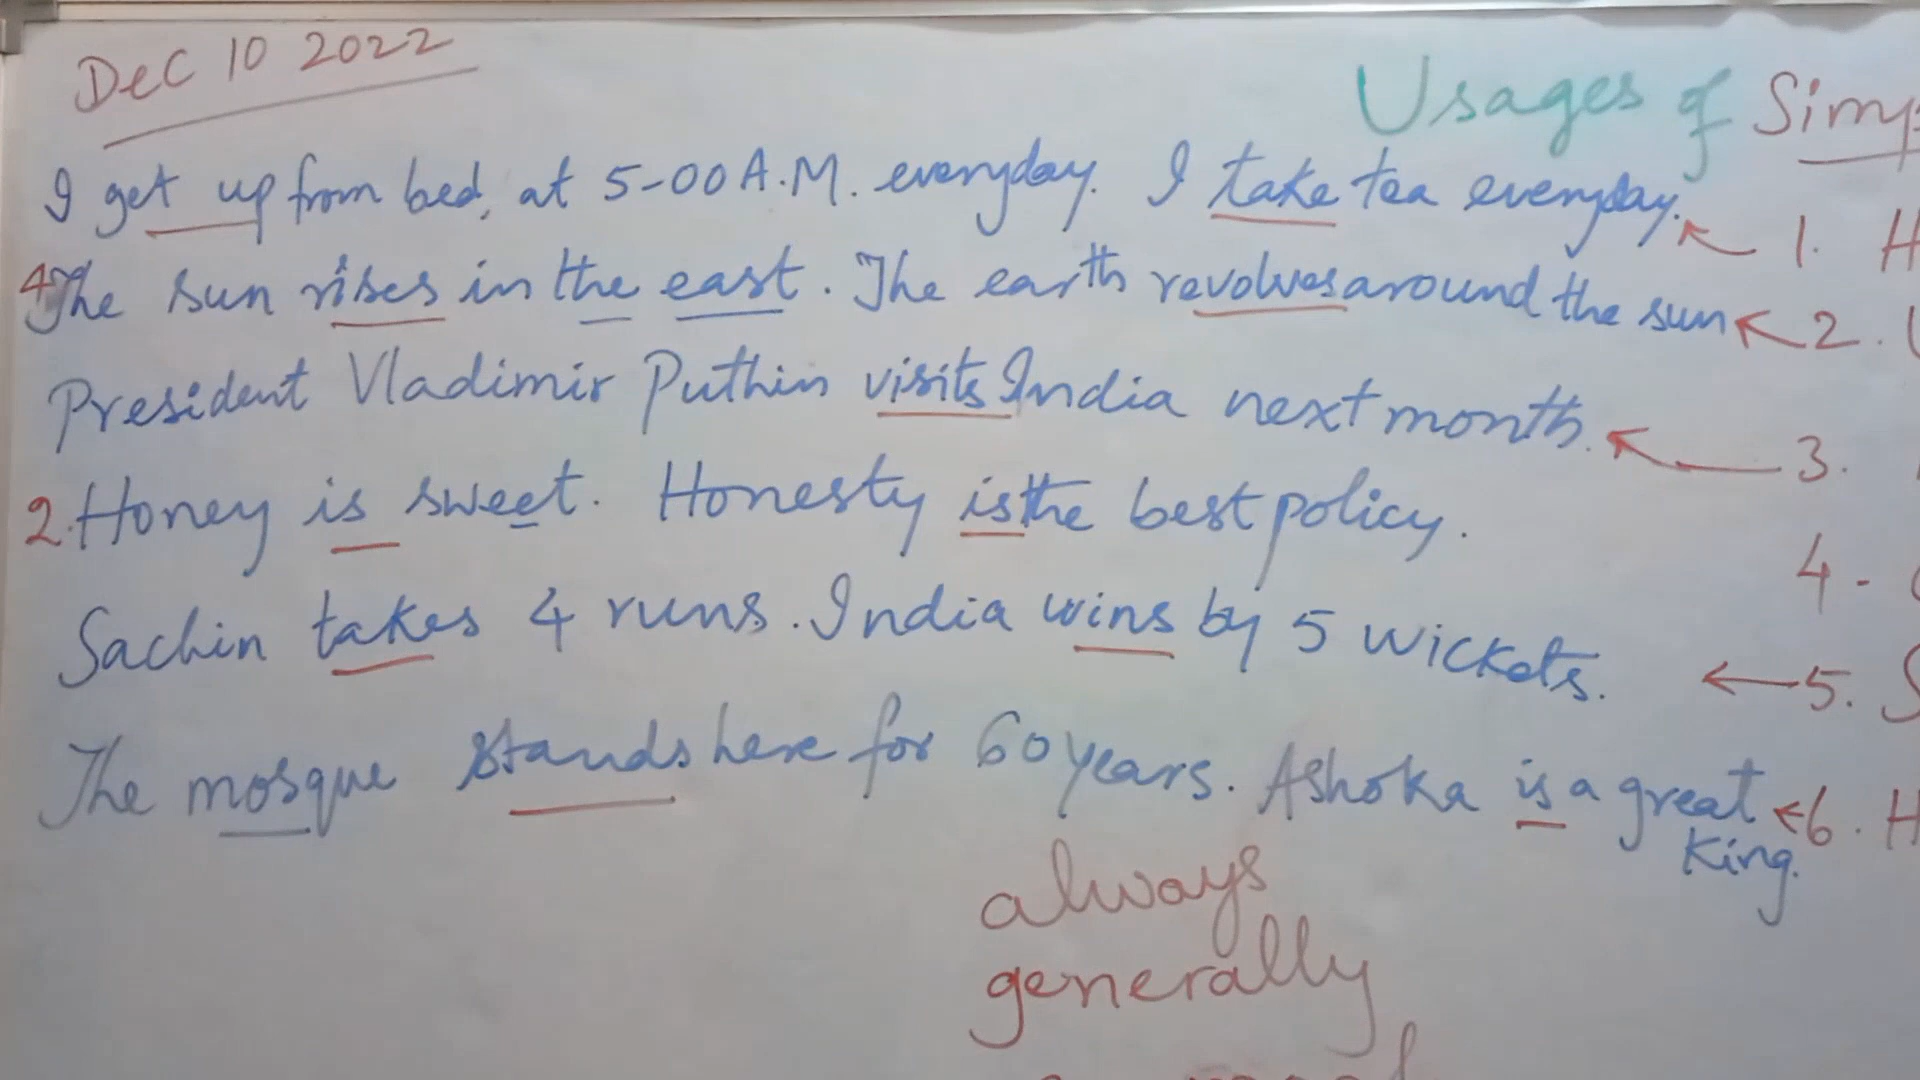 Dec 10 2022
Usages of Simp
I get up from bed, at 5-00 A.M. everyday. I take tea everyday. 1. H
4 The sun rises in the east. The earth revolves around the sun 2.
President Vladimir Puthin visits India next month. 3.
2. Honey is sweet. Honesty is the best policy.
4-
Sachin takes 4 runs. India wins by 5 wickets. 5. S
The mosque stands here for 60 years. Ashoka is a great 6. H
King.
always
generally